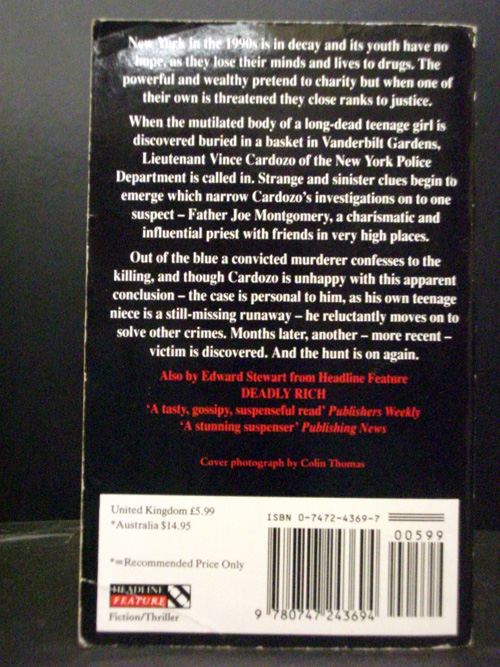 New York in the 1990s is in decay and its youth have no
hope, as they lose their minds and lives to drugs. The
powerful and wealthy pretend to charity but when one of
their own is threatened they close ranks to justice.
When the mutilated body of a long-dead teenage girl is
discovered buried in a basket in Vanderbilt Gardens,
Lieutenant Vince Cardozo of the New York Police
Department is called in. Strange and sinister clues begin to
emerge which narrow Cardozo's investigations on to one
suspect – Father Joe Montgomery, a charismatic and
influential priest with friends in very high places.
Out of the blue a convicted murderer confesses to the
killing, and though Cardozo is unhappy with this apparent
conclusion – the case is personal to him, as his own teenage
niece is a still-missing runaway – he reluctantly moves on to
solve other crimes. Months later, another – more recent –
victim is discovered. And the hunt is on again.
Also by Edward Stewart from Headline Feature
DEADLY RICH
'A tasty, gossipy, suspenseful read' Publishers Weekly
'A stunning suspenser' Publishing News
Cover photograph by Colin Thomas
United Kingdom £5.99
*Australia $14.95
*=Recommended Price Only
HEADLINE
FEATURE
Fiction/Thriller
ISBN 0-7472-4369-7
00599
9 780747 243694